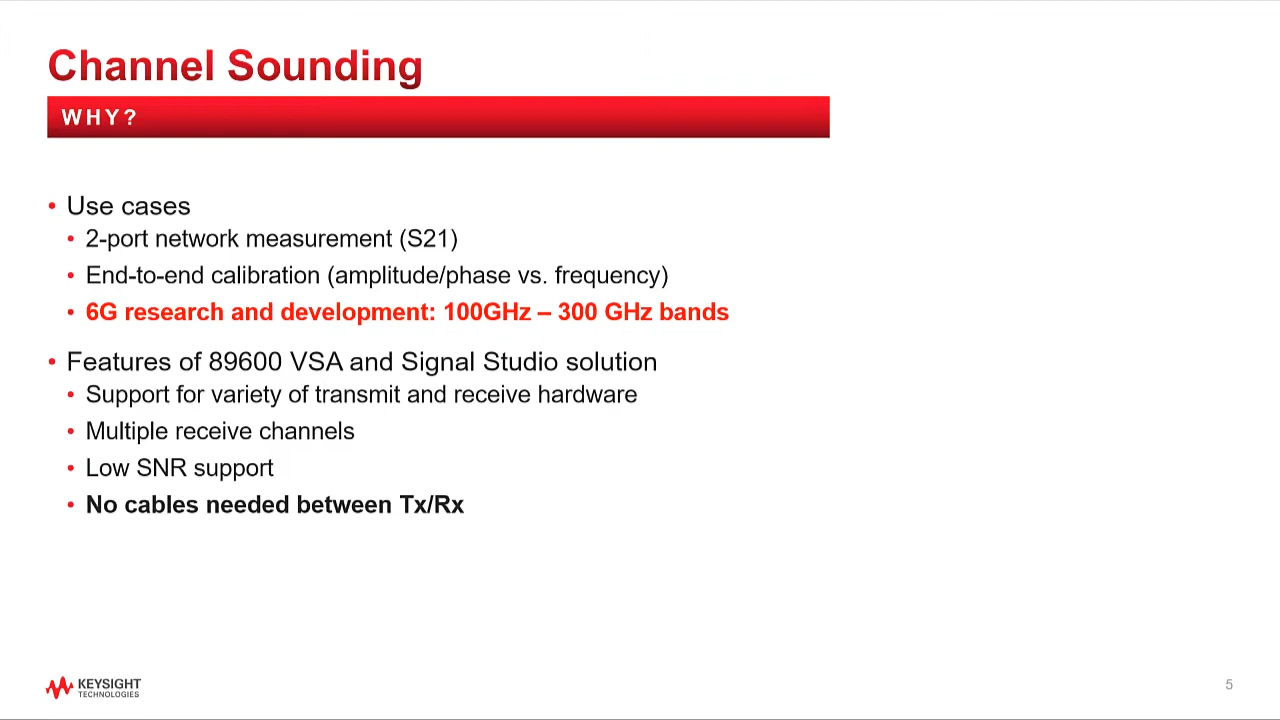 Channel Sounding
WHY?
• Use cases
• 2-port network measurement (S21)
• End-to-end calibration (amplitude/phase vs. frequency)
• 6G research and development: 100GHz – 300 GHz bands
• Features of 89600 VSA and Signal Studio solution
• Support for variety of transmit and receive hardware
• Multiple receive channels
• Low SNR support
• No cables needed between Tx/Rx
KEYSIGHT
TECHNOLOGIES
5